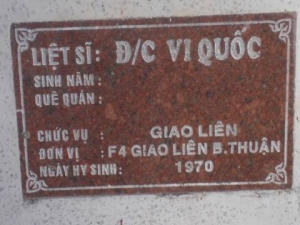 LIỆT SĨ : Đ/C VI QUỐC
SINH NĂM :
QUÊ QUÁN :
CHỨC VỤ : GIAO LIÊN
ĐƠN VỊ : F4 GIAO LIÊN B.THUẬN
NGÀY HY SINH : 1970